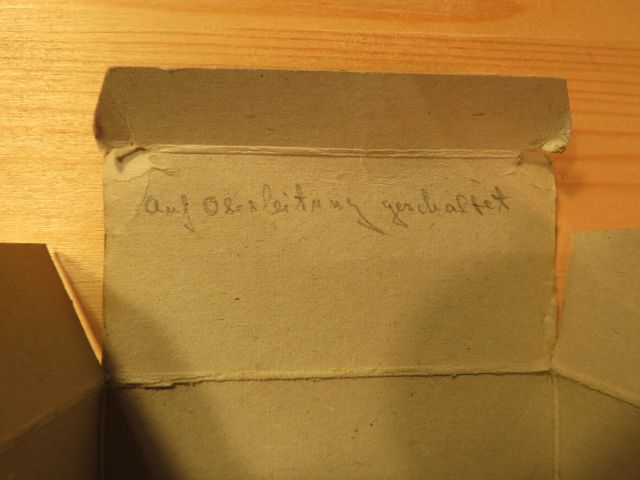 auf Oberleitung geschaltet